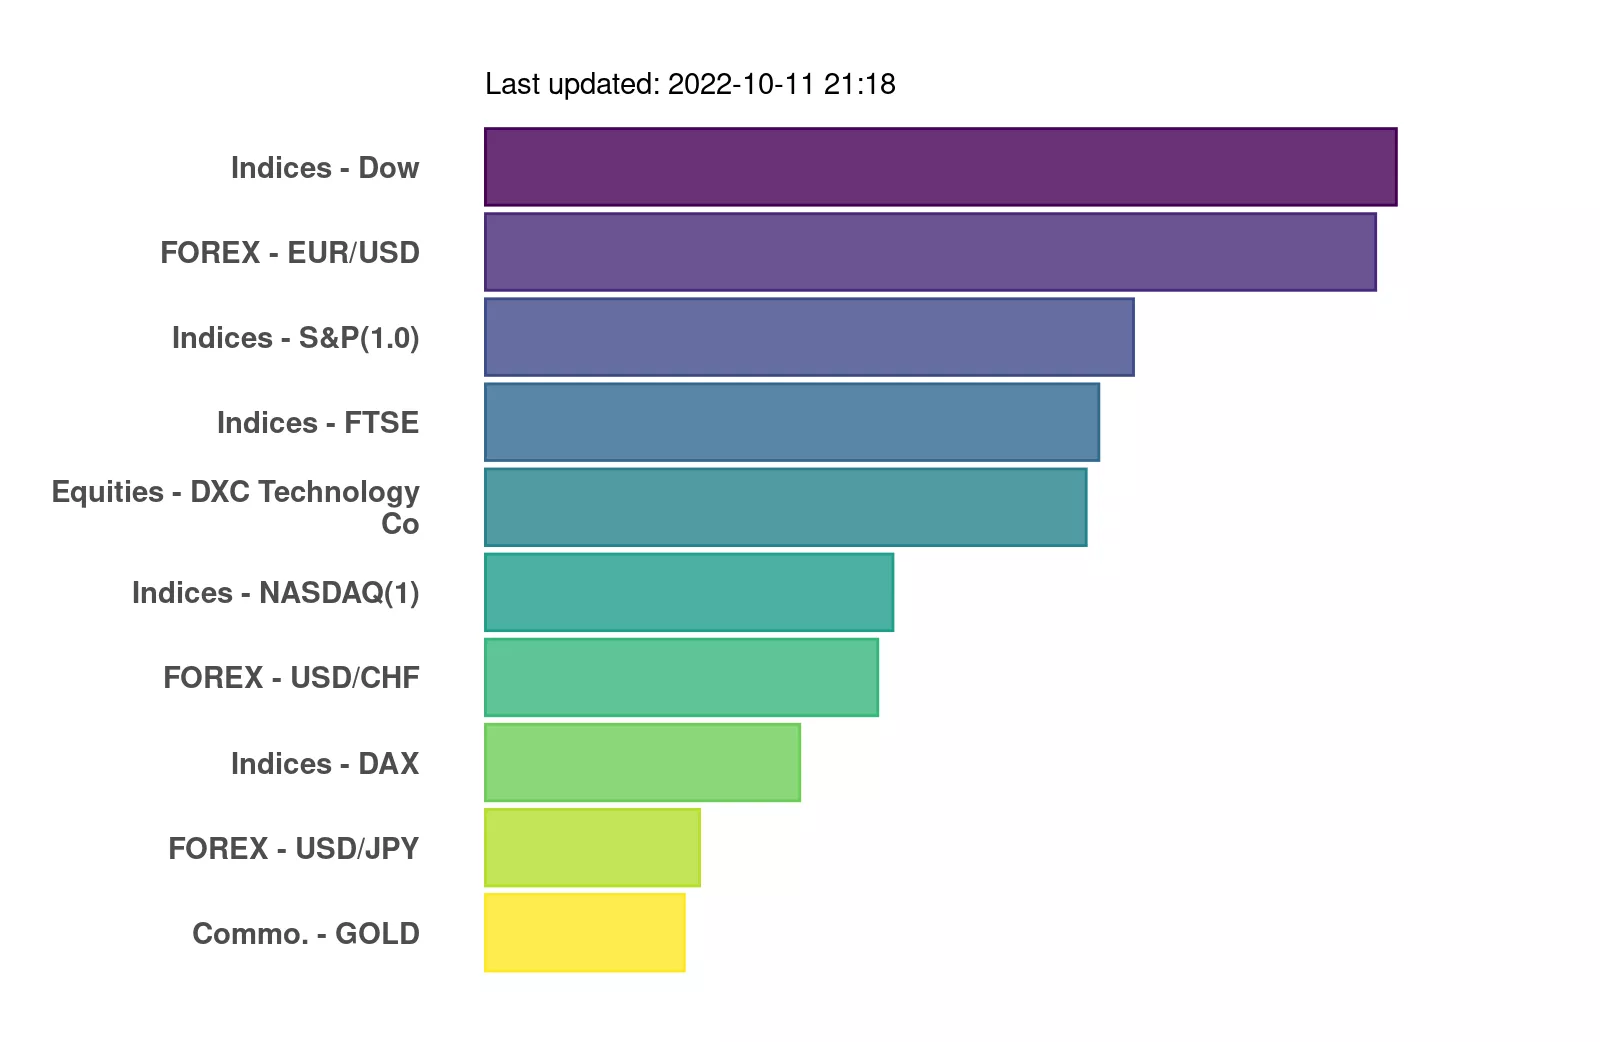 Last updated: 2022-10-11 21:18
Indices - Dow
FOREX - EUR/USD
Indices - S&P(1.0)
Indices - FTSE
Equities - DXC Technology
Co
Indices - NASDAQ(1)
FOREX - USD/CHF
Indices - DAX
FOREX - USD/JPY
Commo. - GOLD